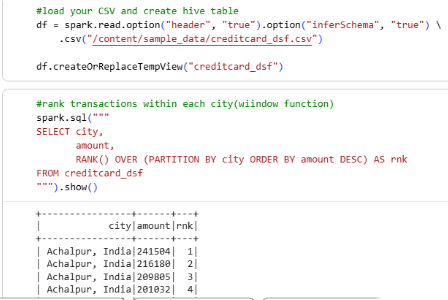 #load your CSV and create hive table
df = spark.read.option("header", "true").option("inferSchema", "true") \
    .csv("/content/sample_data/creditcard_dsf.csv")
df.createOrReplaceTempView("creditcard_dsf")
#rank transactions within each city(wiindow function)
spark.sql("""
SELECT city,
       amount,
       RANK() OVER (PARTITION BY city ORDER BY amount DESC) AS rnk
FROM creditcard_dsf
""").show()
+----------------+------+---+
|            city|amount|rnk|
+----------------+------+---+
| Achalpur, India|241504|  1|
| Achalpur, India|216180|  2|
| Achalpur, India|209805|  3|
| Achalpur, India|201032|  4|